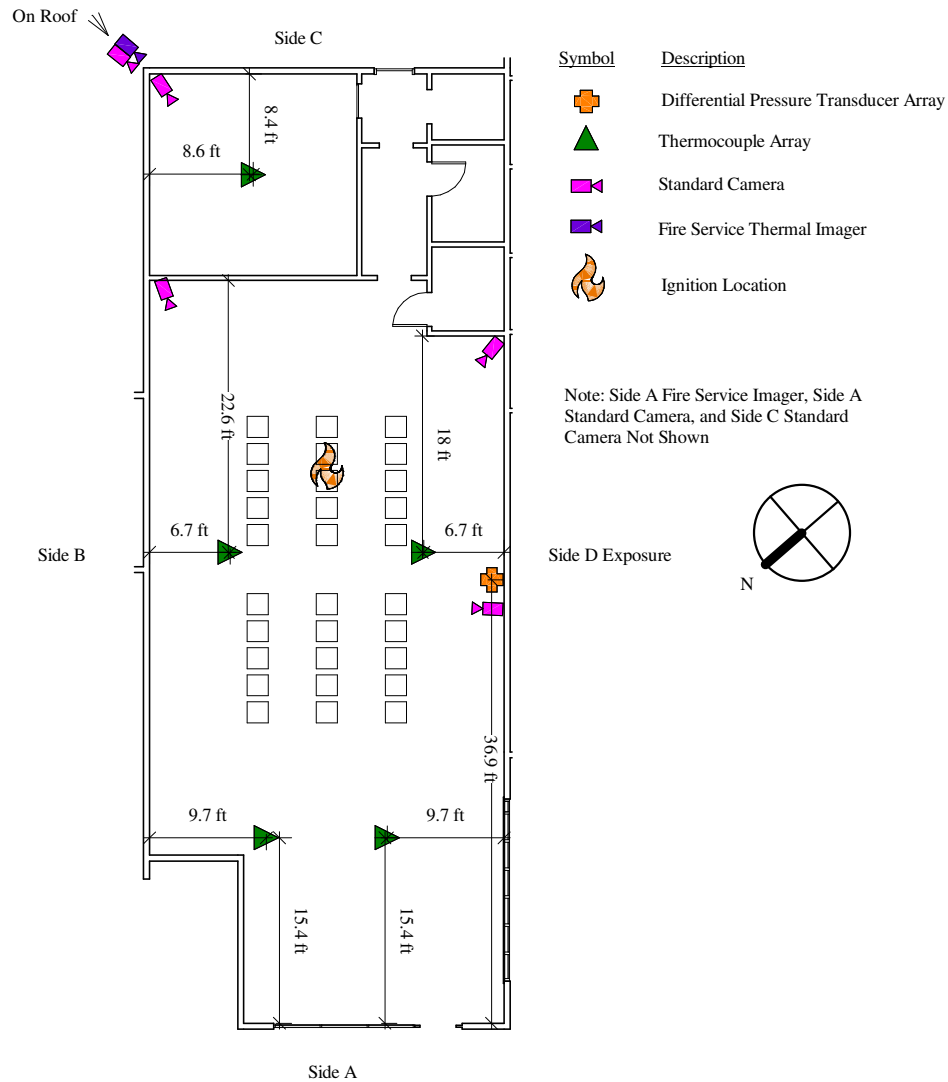 On Roof
Side C
Symbol
Description
Differential Pressure Transducer Array
Thermocouple Array
Standard Camera
Fire Service Thermal Imager
Ignition Location
8.4 ft
8.6 ft
Note: Side A Fire Service Imager, Side A
Standard Camera, and Side C Standard
Camera Not Shown
22.6 ft
18 ft
6.7 ft
6.7 ft
Side B
Side D Exposure
N
36.9 ft
9.7 ft
9.7 ft
15.4 ft
15.4 ft
Side A